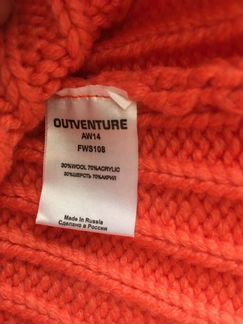 OUTVENTURE
AW14
FWS108
30%WOOL 70%ACRYLIC
30%ШЕРСТЬ 70%АКРИЛ
Made in Russia
Сделано в России